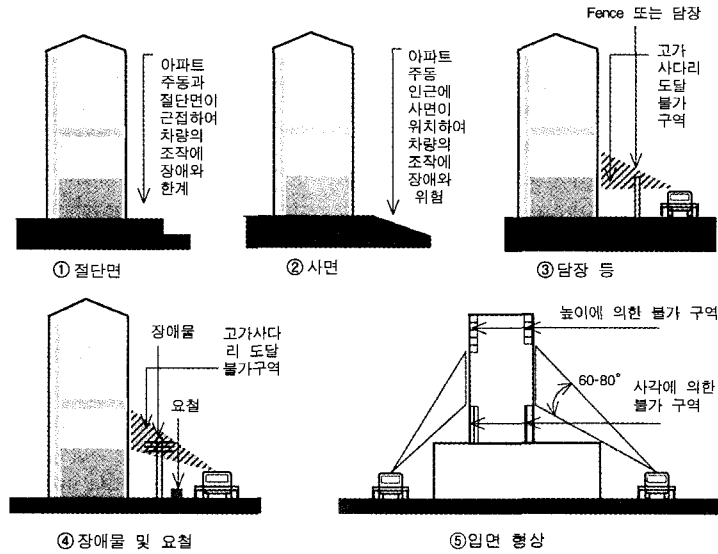 아파트
주동과
절단면이
근접하여
차량의
조작에
장애와
한계
① 절단면
아파트
주동
인근에
사면이
위치하여
차량의
조작에
장애와
위험
② 사면
Fence 또는 담장
고가
사다리
도달
불가
구역
③ 담장 등
장애물
고가사다
리 도달
불가구역
요철
④ 장애물 및 요철
높이에 의한 불가 구역
60-80°
사각에 의한
불가 구역
⑤ 입면 형상